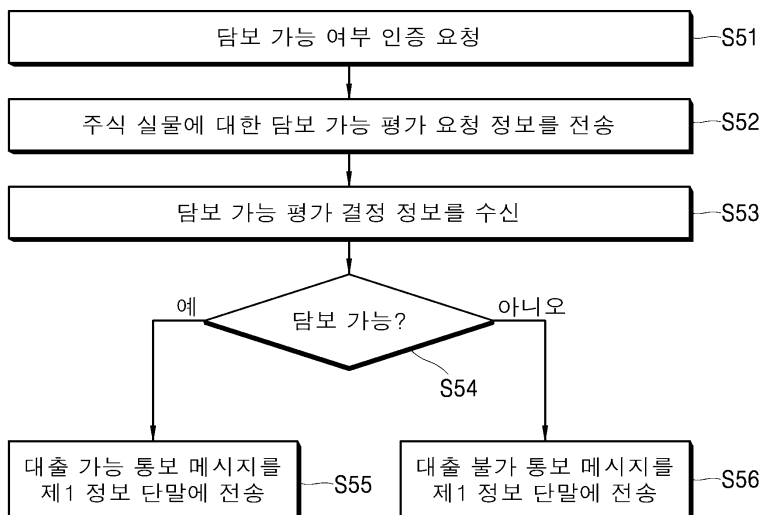 담보 가능 여부 인증 요청
S51
주식 실물에 대한 담보 가능 평가 요청 정보를 전송
S52
담보 가능 평가 결정 정보를 수신
S53
예
담보 가능?
아니오
S54
대출 가능 통보 메시지를
제1 정보 단말에 전송
S55
대출 불가 통보 메시지를
제1 정보 단말에 전송
S56